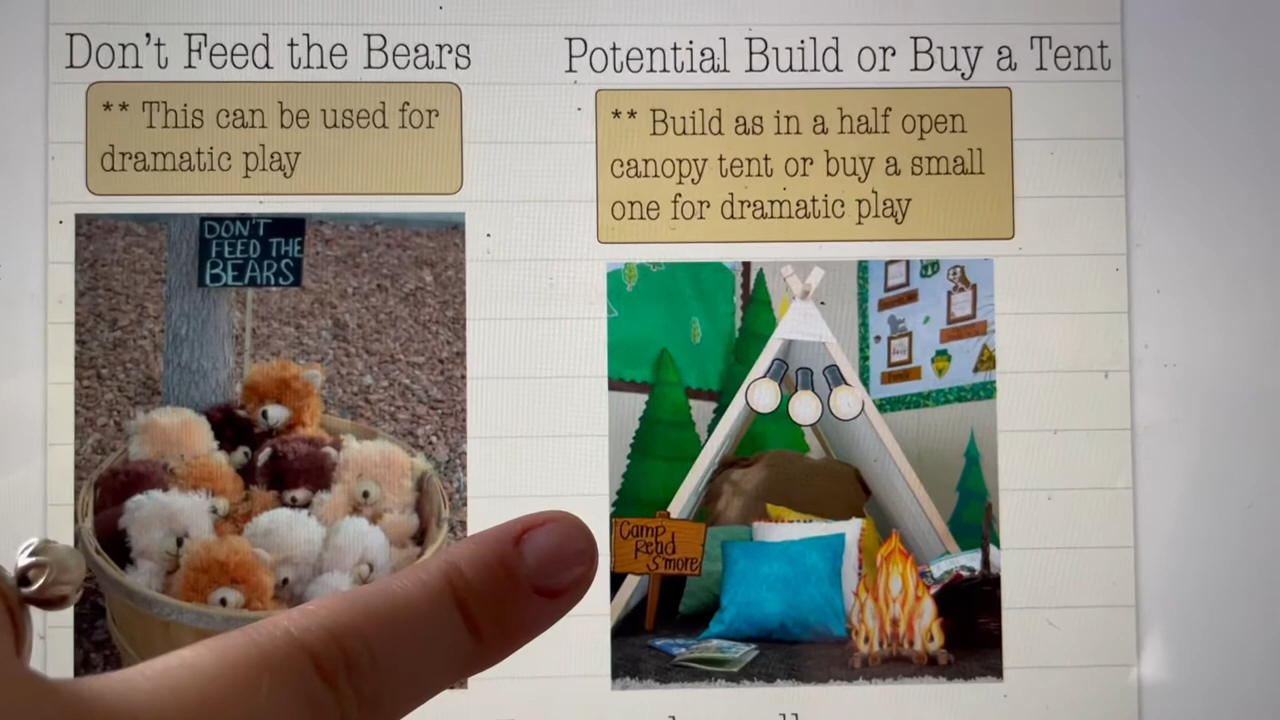 Don't Feed the Bears
** This can be used for
dramatic play
DON'T
FEED THE
BEARS
Potential Build or Buy a Tent
** Build as in a half open
canopy tent or buy a small
one for dramatic play
Camp
Read
S'more